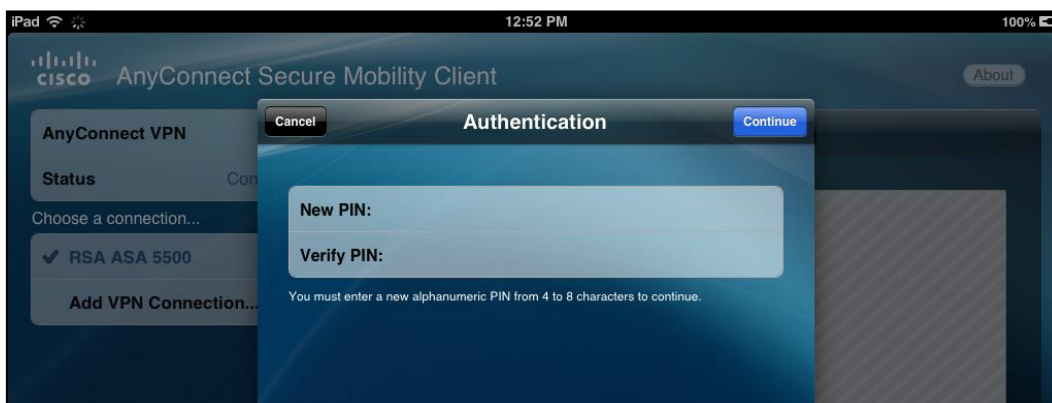 iPad 12:52 PM 100%
cisco AnyConnect Secure Mobility Client About
Cancel Authentication Continue
AnyConnect VPN
Status Con
New PIN:
Choose a connection...
Verify PIN:
RSA ASA 5500
You must enter a new alphanumeric PIN from 4 to 8 characters to continue.
Add VPN Connection...